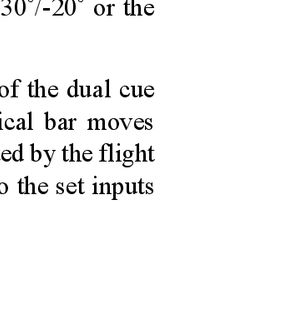 30˚/-20˚ or the
of the dual cue
ical bar moves
ed by the flight
o the set inputs